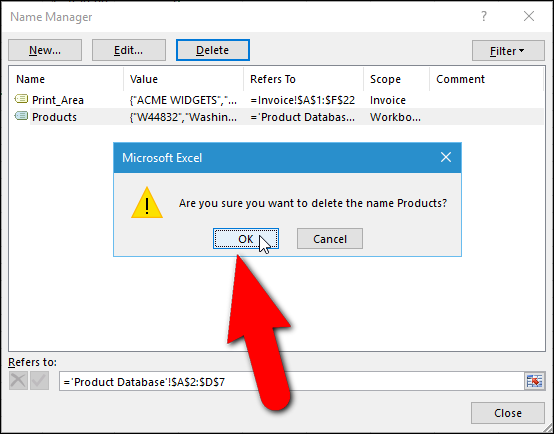 Name Manager ?
New... Edit... Delete Filter
Name Value Refers To Scope Comment
Print_Area {"ACME WIDGETS","... =Invoice!$A$1:$F$22 Invoice
Products {"W44832","Washin... ='Product Databas... Workbo...
Microsoft Excel
Are you sure you want to delete the name Products?
OK Cancel
Refers to:
='Product Database'!$A$2:$D$7
Close